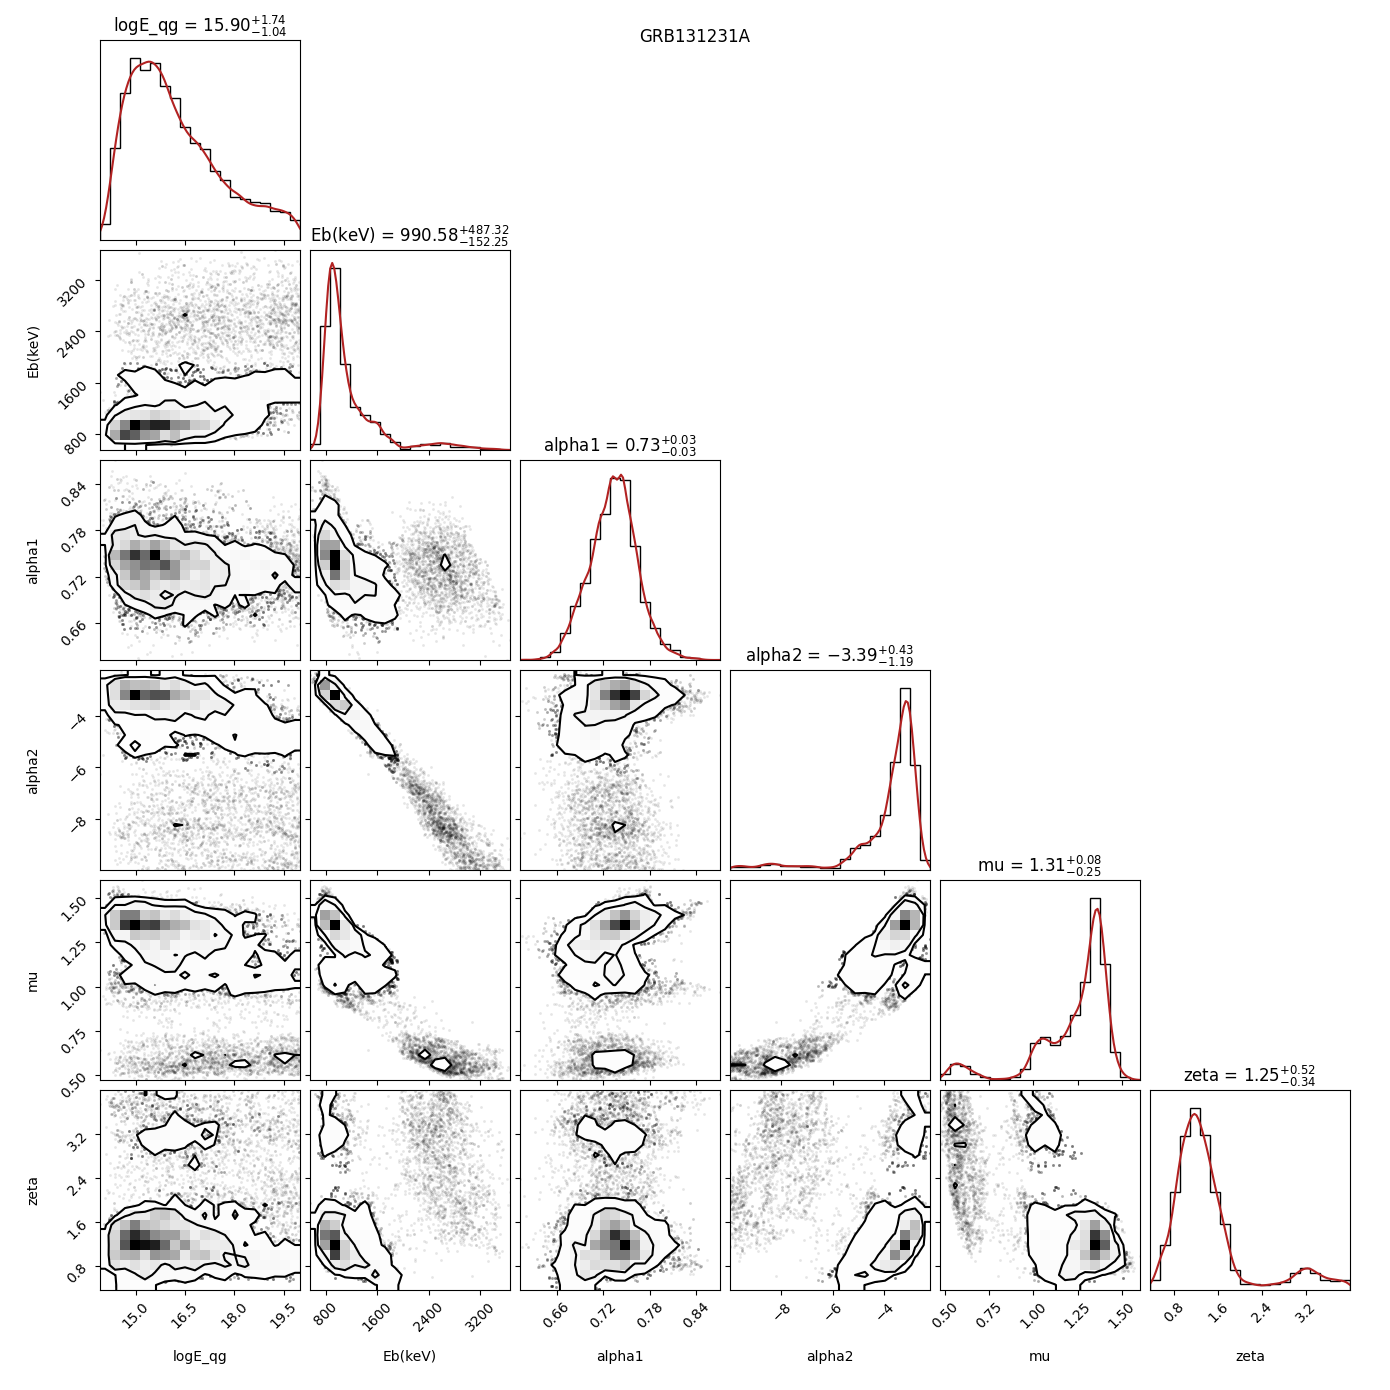 GRB131231A
logE_qg = 15.90+1.74 −1.04
Eb(keV) = 990.58+487.32 −152.25
3200
2400
1600
800
Eb(keV)
alpha1 = 0.73+0.03 −0.03
0.84
0.78
0.72
0.66
alpha1
alpha2 = −3.39+0.43 −1.19
−4
−6
−8
alpha2
mu = 1.31+0.08 −0.25
1.50
1.25
1.00
0.75
0.50
mu
zeta = 1.25+0.52 −0.34
3.2
2.4
1.6
0.8
zeta
15.0 16.5 18.0 19.5 800 1600 2400 3200 0.66 0.72 0.78 0.84 −8 −6 −4 0.50 0.75 1.00 1.25 1.50 0.8 1.6 2.4 3.2
logE_qg Eb(keV) alpha1 alpha2 mu zeta